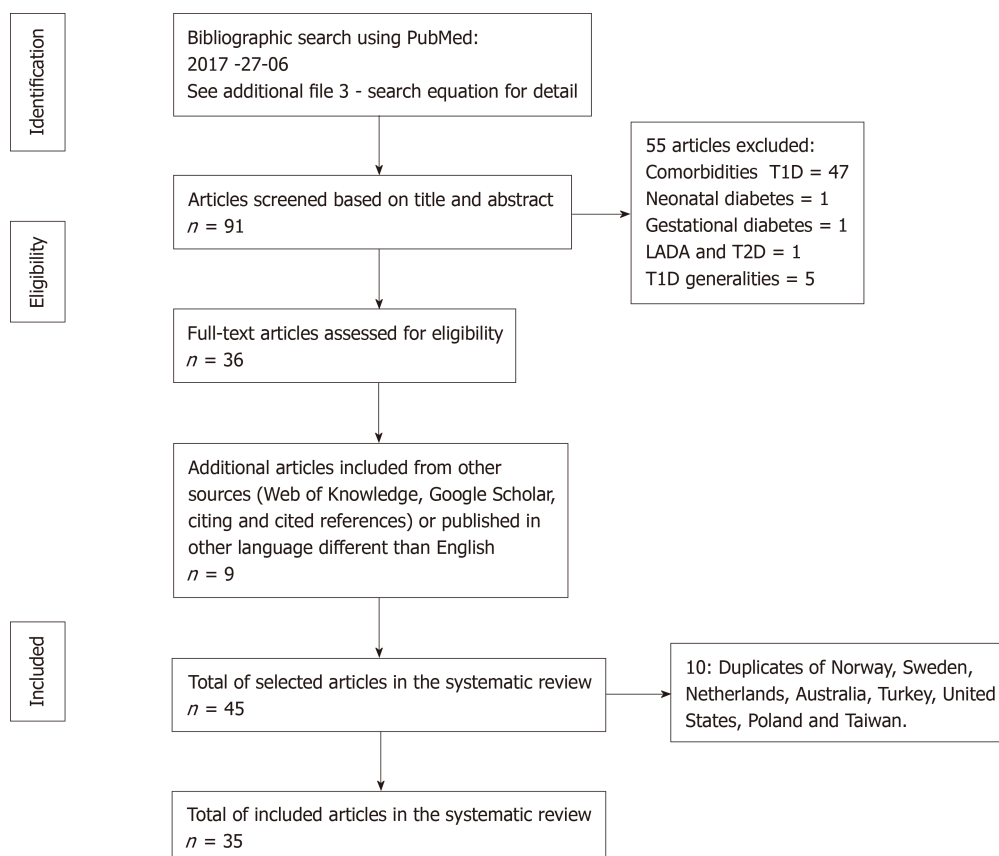 Identification
Bibliographic search using PubMed:
2017 -27-06
See additional file 3 - search equation for detail
Articles screened based on title and abstract
n = 91
55 articles excluded:
Comorbidities T1D = 47
Neonatal diabetes = 1
Gestational diabetes = 1
LADA and T2D = 1
T1D generalities = 5
Eligibility
Full-text articles assessed for eligibility
n = 36
Additional articles included from other
sources (Web of Knowledge, Google Scholar,
citing and cited references) or published in
other language different than English
n = 9
Included
Total of selected articles in the systematic review
n = 45
10: Duplicates of Norway, Sweden,
Netherlands, Australia, Turkey, United
States, Poland and Taiwan.
Total of included articles in the systematic review
n = 35